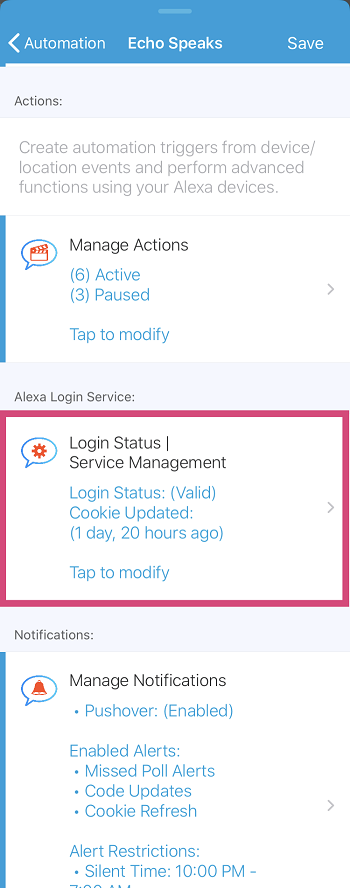 Automation Echo Speaks Save
Actions:
Create automation triggers from device/
location events and perform advanced
functions using your Alexa devices.
Manage Actions
(6) Active
(3) Paused
Tap to modify
Alexa Login Service:
Login Status |
Service Management
Login Status: (Valid)
Cookie Updated:
(1 day, 20 hours ago)
Tap to modify
Notifications:
Manage Notifications
• Pushover: (Enabled)
Enabled Alerts:
• Missed Poll Alerts
• Code Updates
• Cookie Refresh
Alert Restrictions:
• Silent Time: 10:00 PM -
7:00 AM